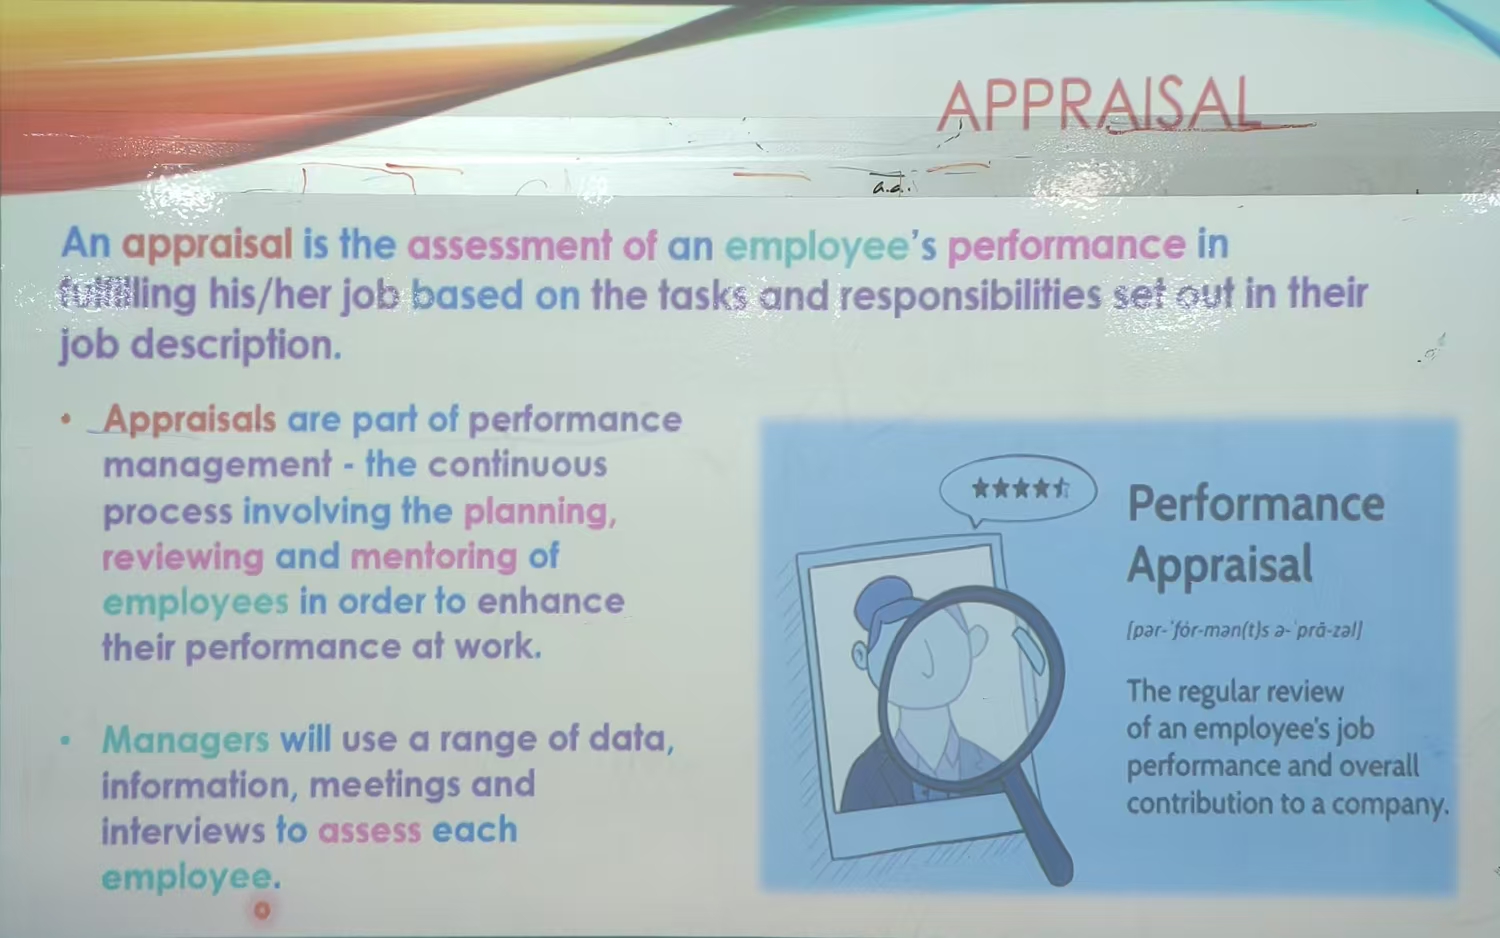 APPRAISAL
a.a.
An appraisal is the assessment of an employee's performance in
fulfilling his/her job based on the tasks and responsibilities set out in their
job description.
• Appraisals are part of performance
management - the continuous
process involving the planning,
reviewing and mentoring of
employees in order to enhance
their performance at work.
• Managers will use a range of data,
information, meetings and
interviews to assess each
employee.
Performance
Appraisal
[pər-ˈfȯr-mən(t)s ə-ˈprā-zəl]
The regular review
of an employee's job
performance and overall
contribution to a company.